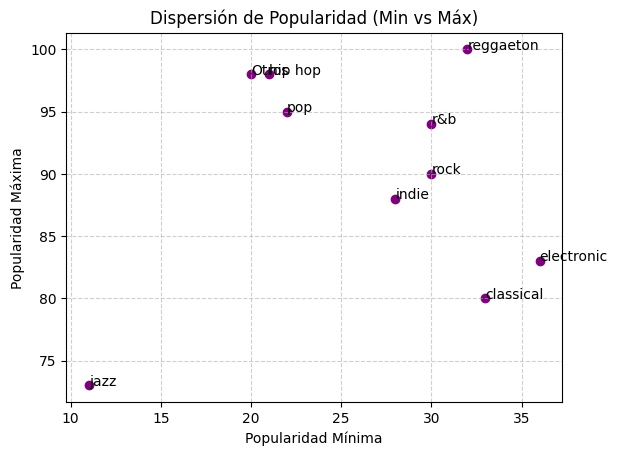 Dispersión de Popularidad (Min vs Máx)
100
95
90
85
80
75
Popularidad Máxima
reggaeton
Otros
hip hop
pop
r&b
rock
indie
electronic
classical
jazz
10
15
20
25
30
35
Popularidad Mínima